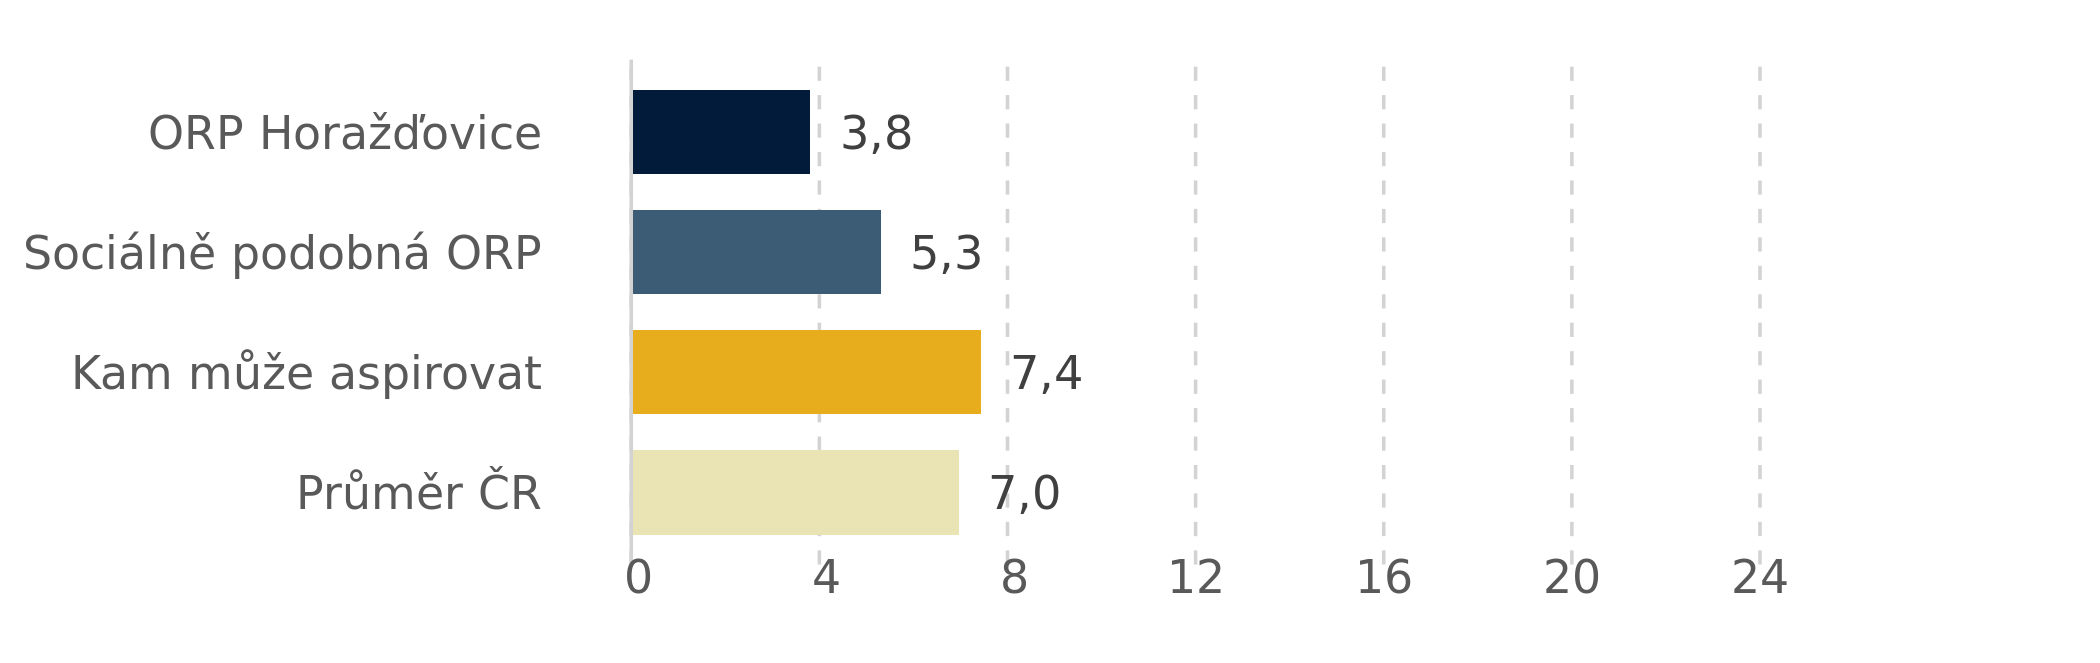 ORP Horažďovice 3,8
Sociálně podobná ORP 5,3
Kam může aspirovat 7,4
Průměr ČR 7,0
0 4 8 12 16 20 24